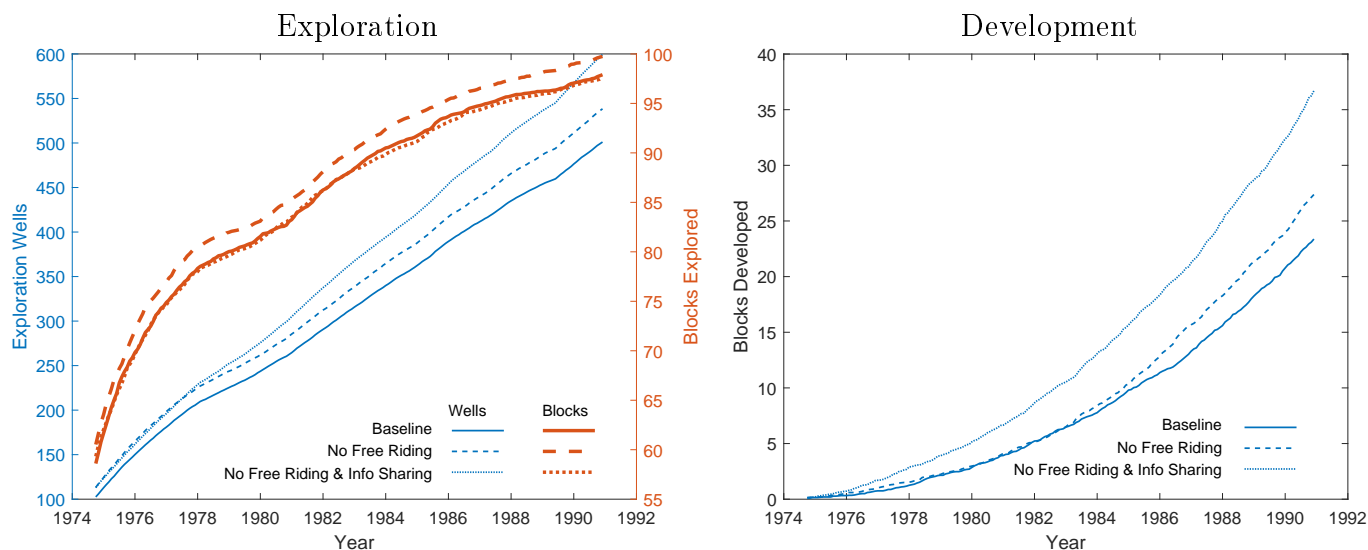 Exploration
600
550
500
450
400
350
300
250
200
150
100
Exploration Wells
100
95
90
85
80
75
70
65
60
55
Blocks Explored
Wells Blocks
Baseline
No Free Riding
No Free Riding & Info Sharing
1974 1976 1978 1980 1982 1984 1986 1988 1990 1992
Year
Development
40
35
30
25
20
15
10
5
0
Blocks Developed
Baseline
No Free Riding
No Free Riding & Info Sharing
1974 1976 1978 1980 1982 1984 1986 1988 1990 1992
Year